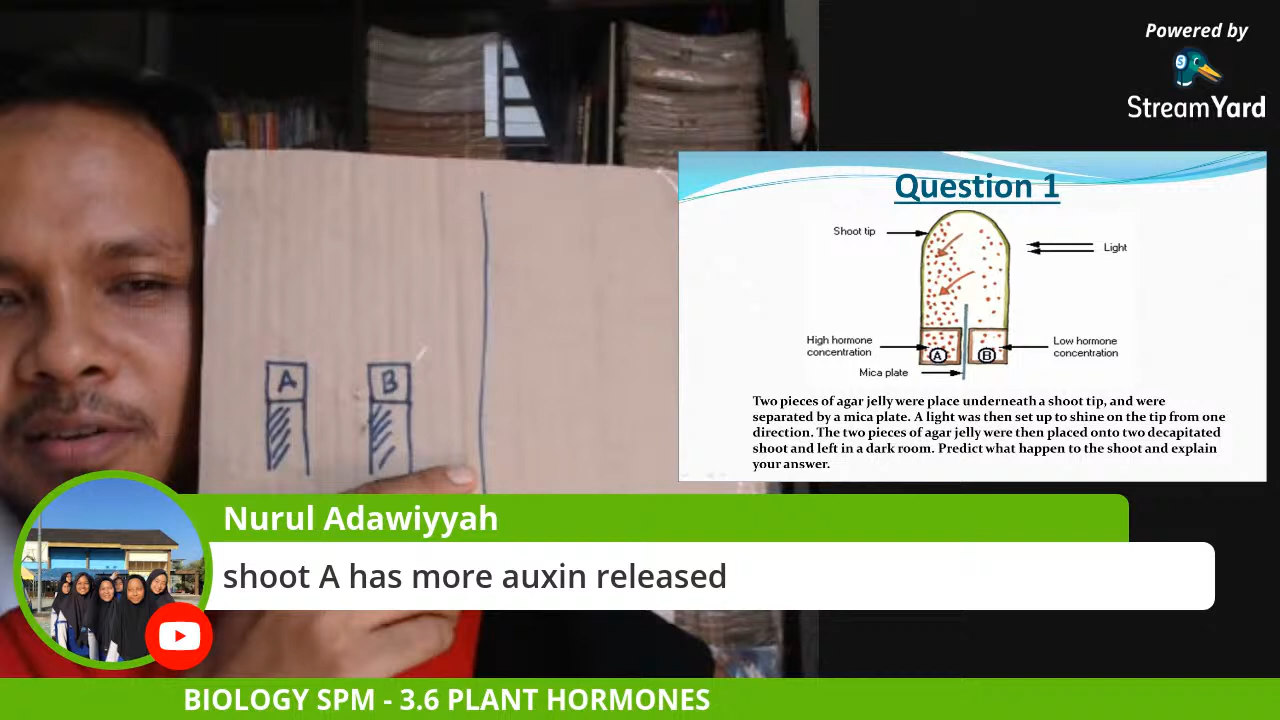 Powered by
StreamYard
Question 1
Shoot tip
Light
High hormone
concentration
A
B
Low hormone
concentration
Mica plate
Two pieces of agar jelly were place underneath a shoot tip, and were
separated by a mica plate. A light was then set up to shine on the tip from one
direction. The two pieces of agar jelly were then placed onto two decapitated
shoot and left in a dark room. Predict what happen to the shoot and explain
your answer.
A
B
Nurul Adawiyyah
shoot A has more auxin released
BIOLOGY SPM - 3.6 PLANT HORMONES